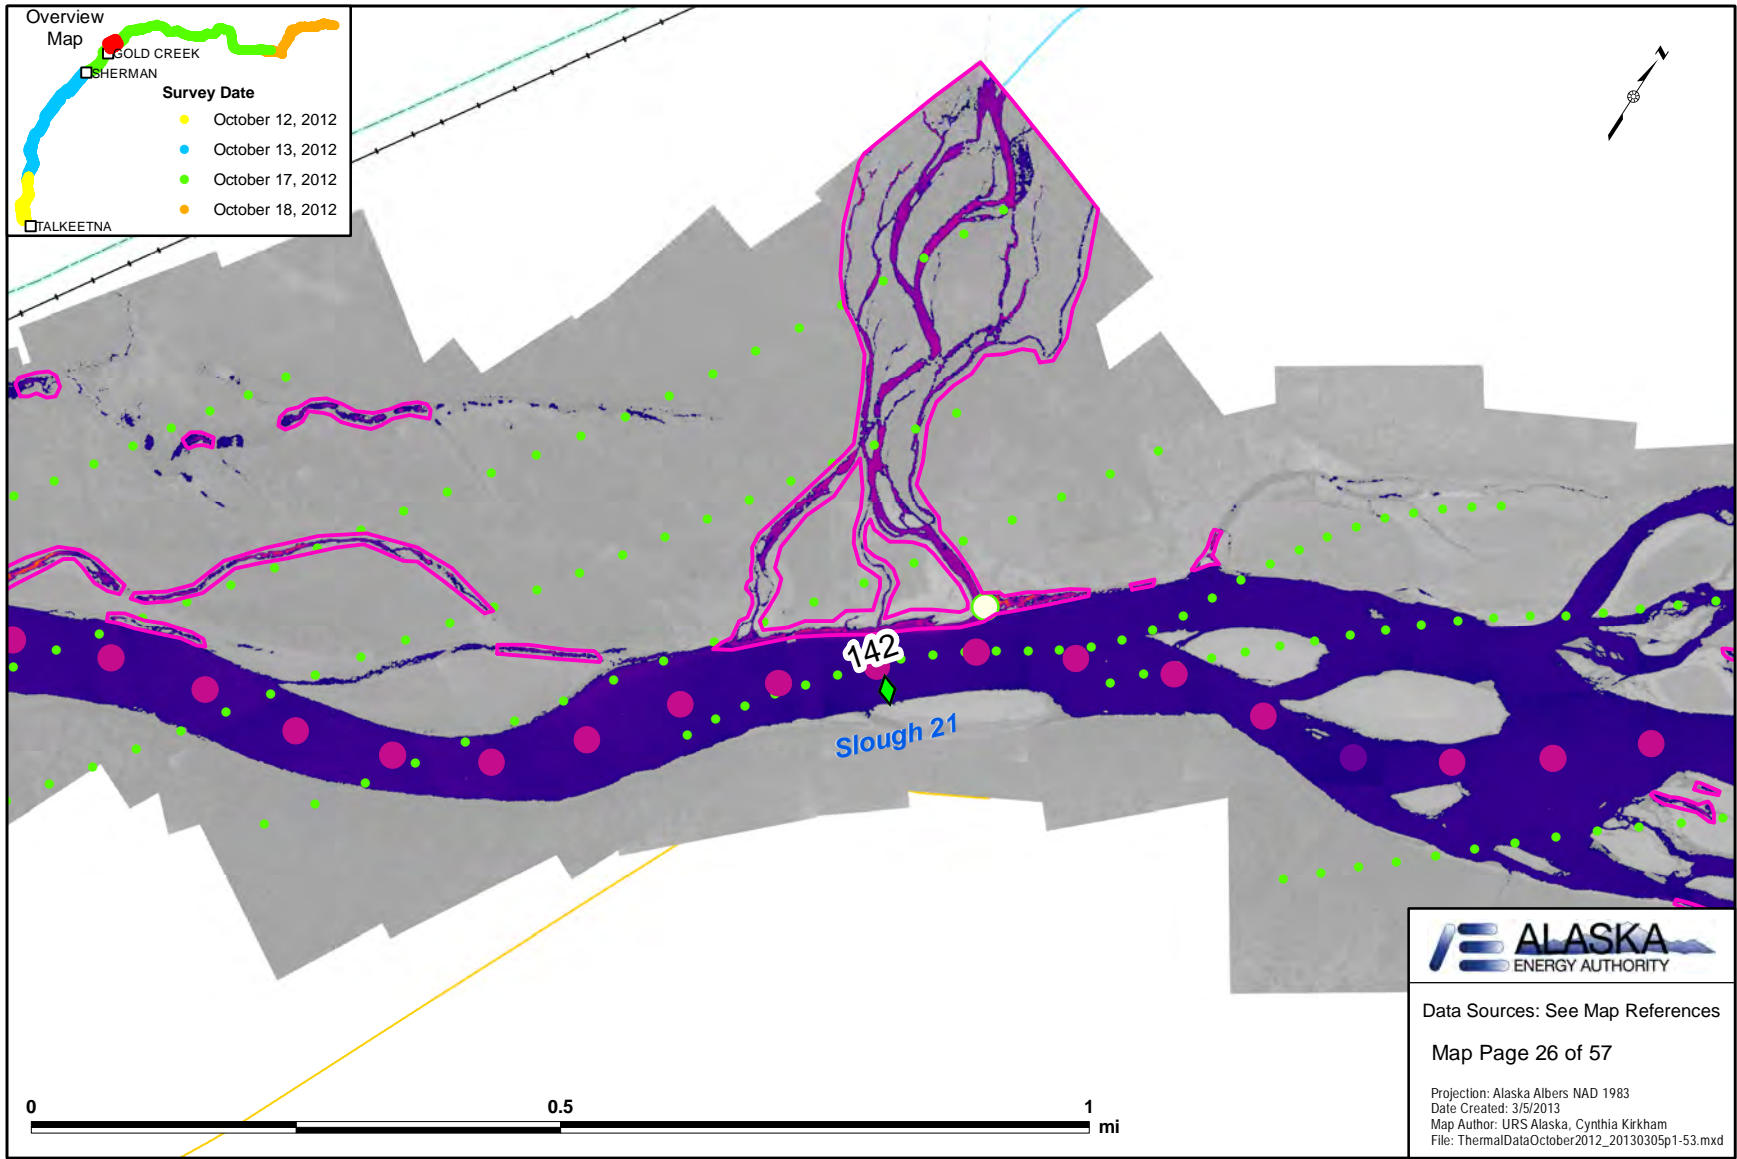 Overview
Map
GOLD CREEK
SHERMAN
Survey Date
October 12, 2012
October 13, 2012
October 17, 2012
October 18, 2012
TALKEETNA
N
142
Slough 21
0 0.5 1
mi
ALASKA
ENERGY AUTHORITY
Data Sources: See Map References
Map Page 26 of 57
Projection: Alaska Albers NAD 1983
Date Created: 3/5/2013
Map Author: URS Alaska, Cynthia Kirkham
File: ThermalDataOctober2012_20130305p1-53.mxd